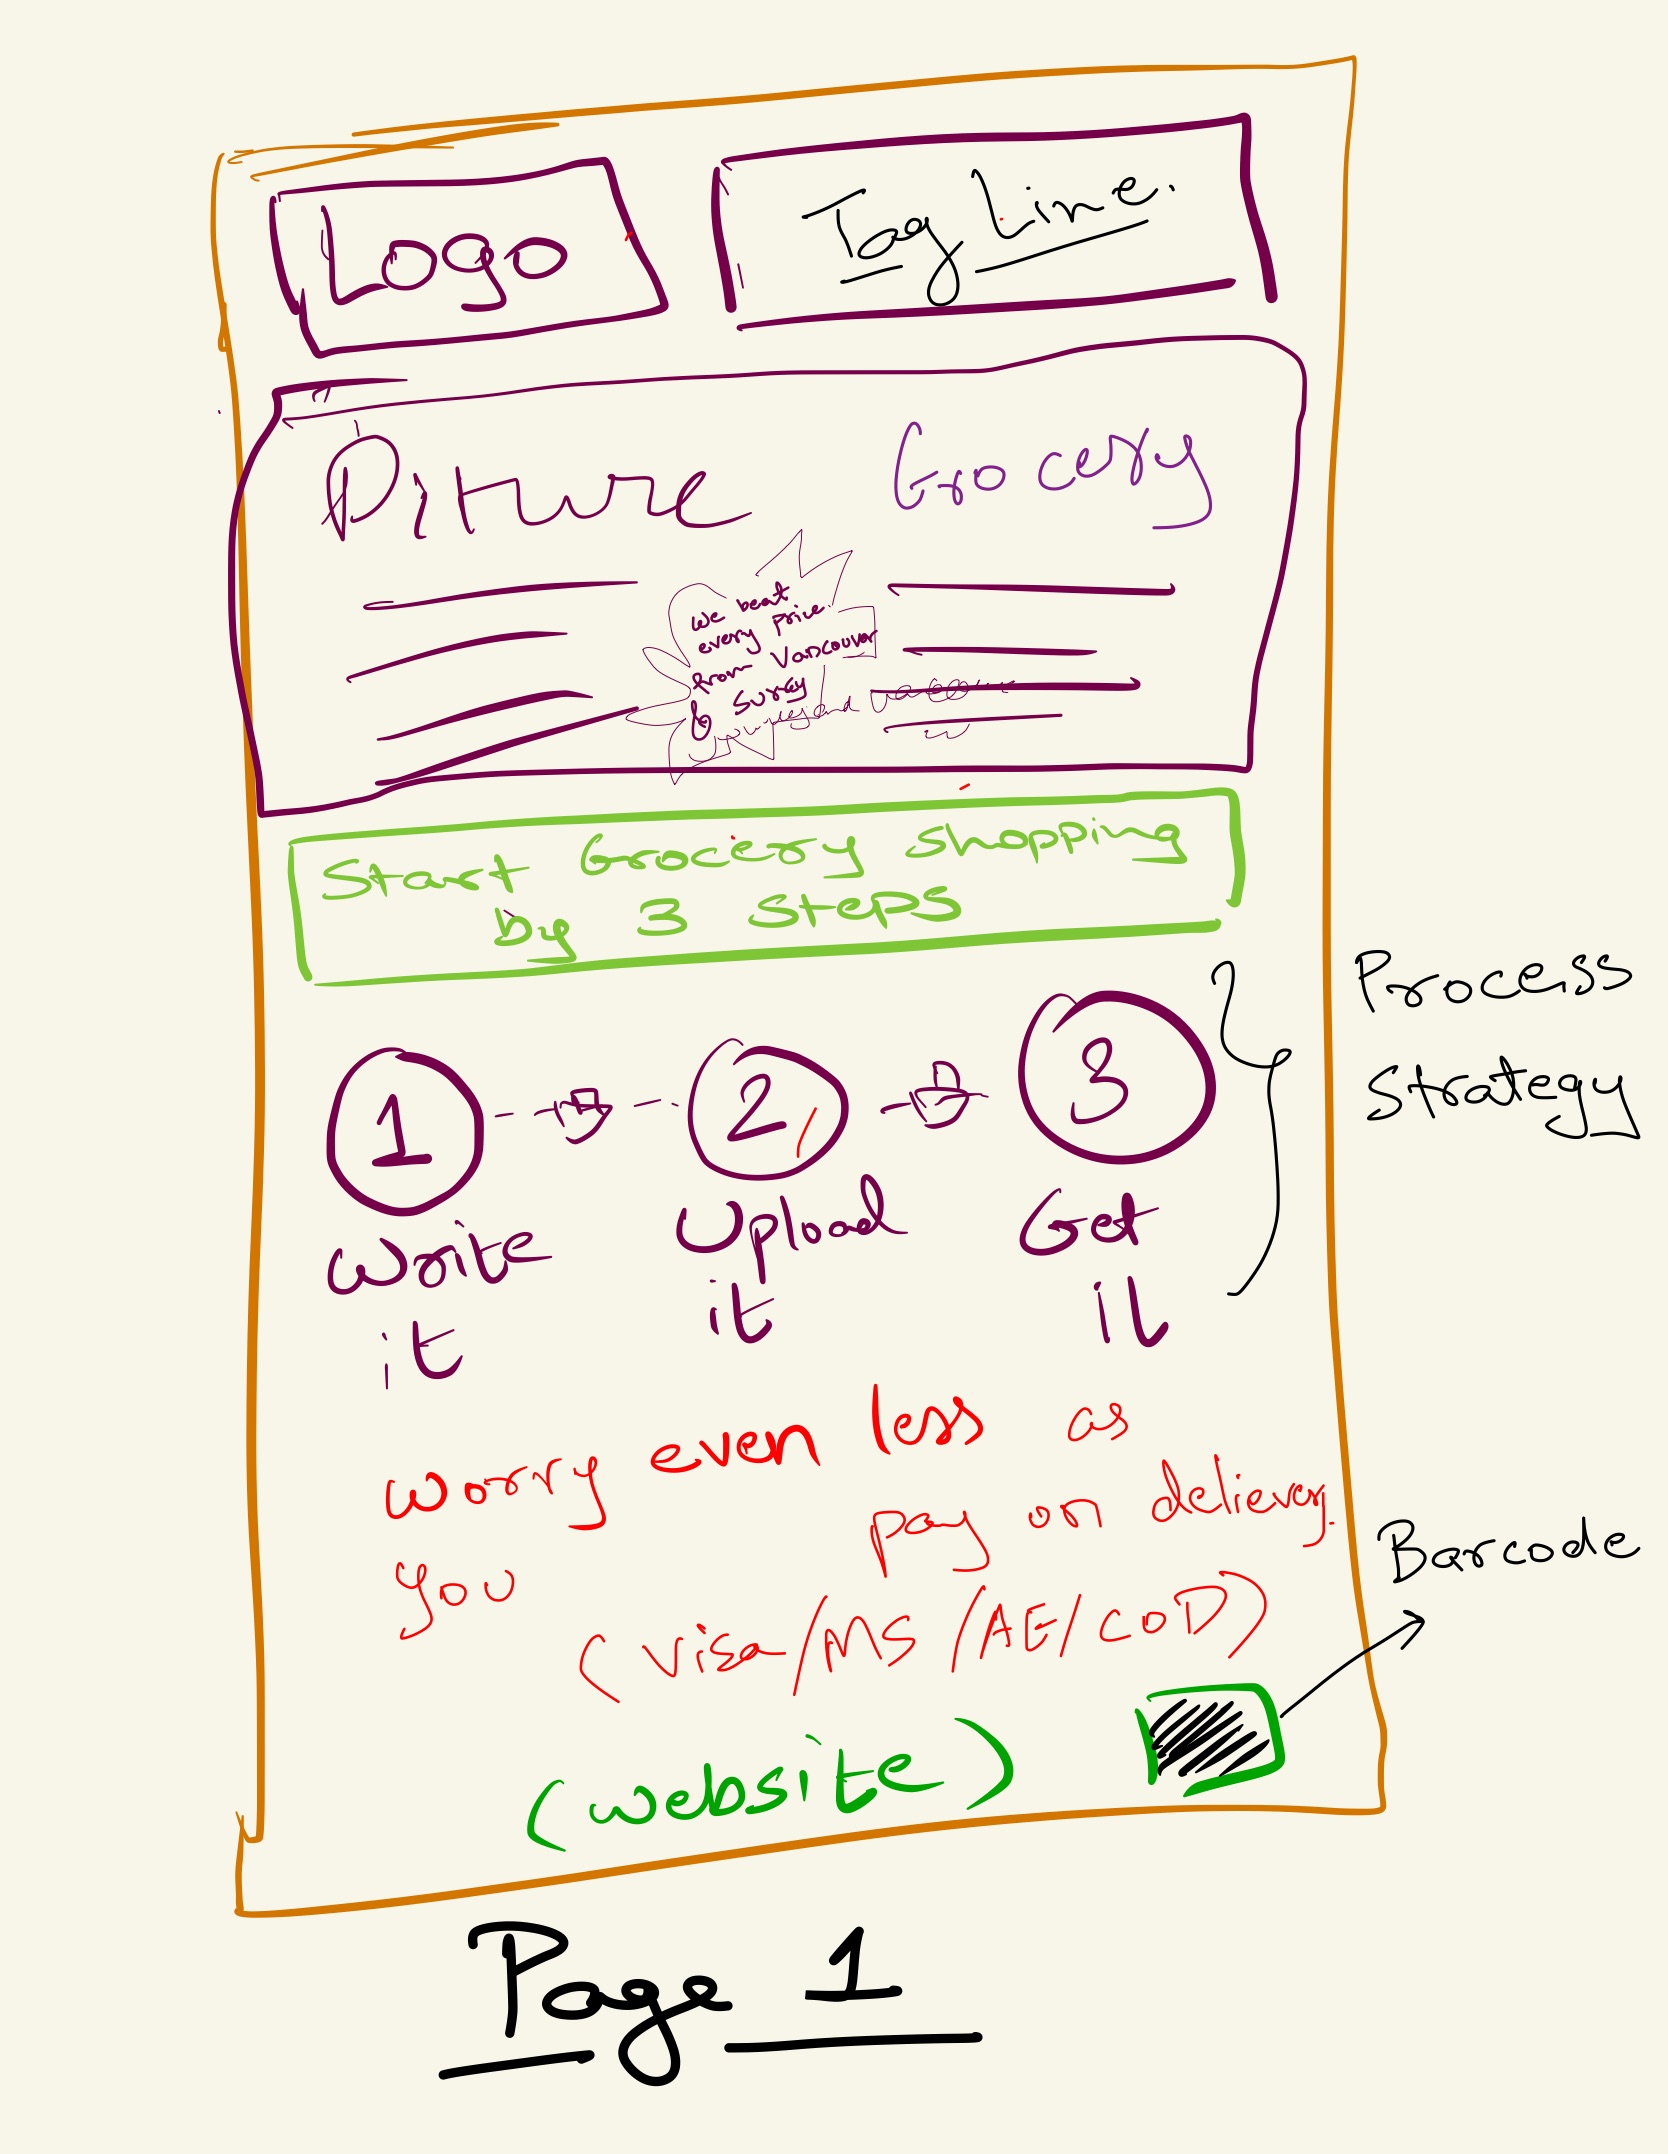 Logo
Tag Line.
Piture Grocery
We beat
every price
from Vancouver
& Surrey
Start Grocery shopping
by 3 steps
Process
Strategy
1 2 3
Write Upload Get
it it it
worry even less as
you pay on delievery.
(Visa/MS/AE/COD)
Barcode
(website)
Page 1